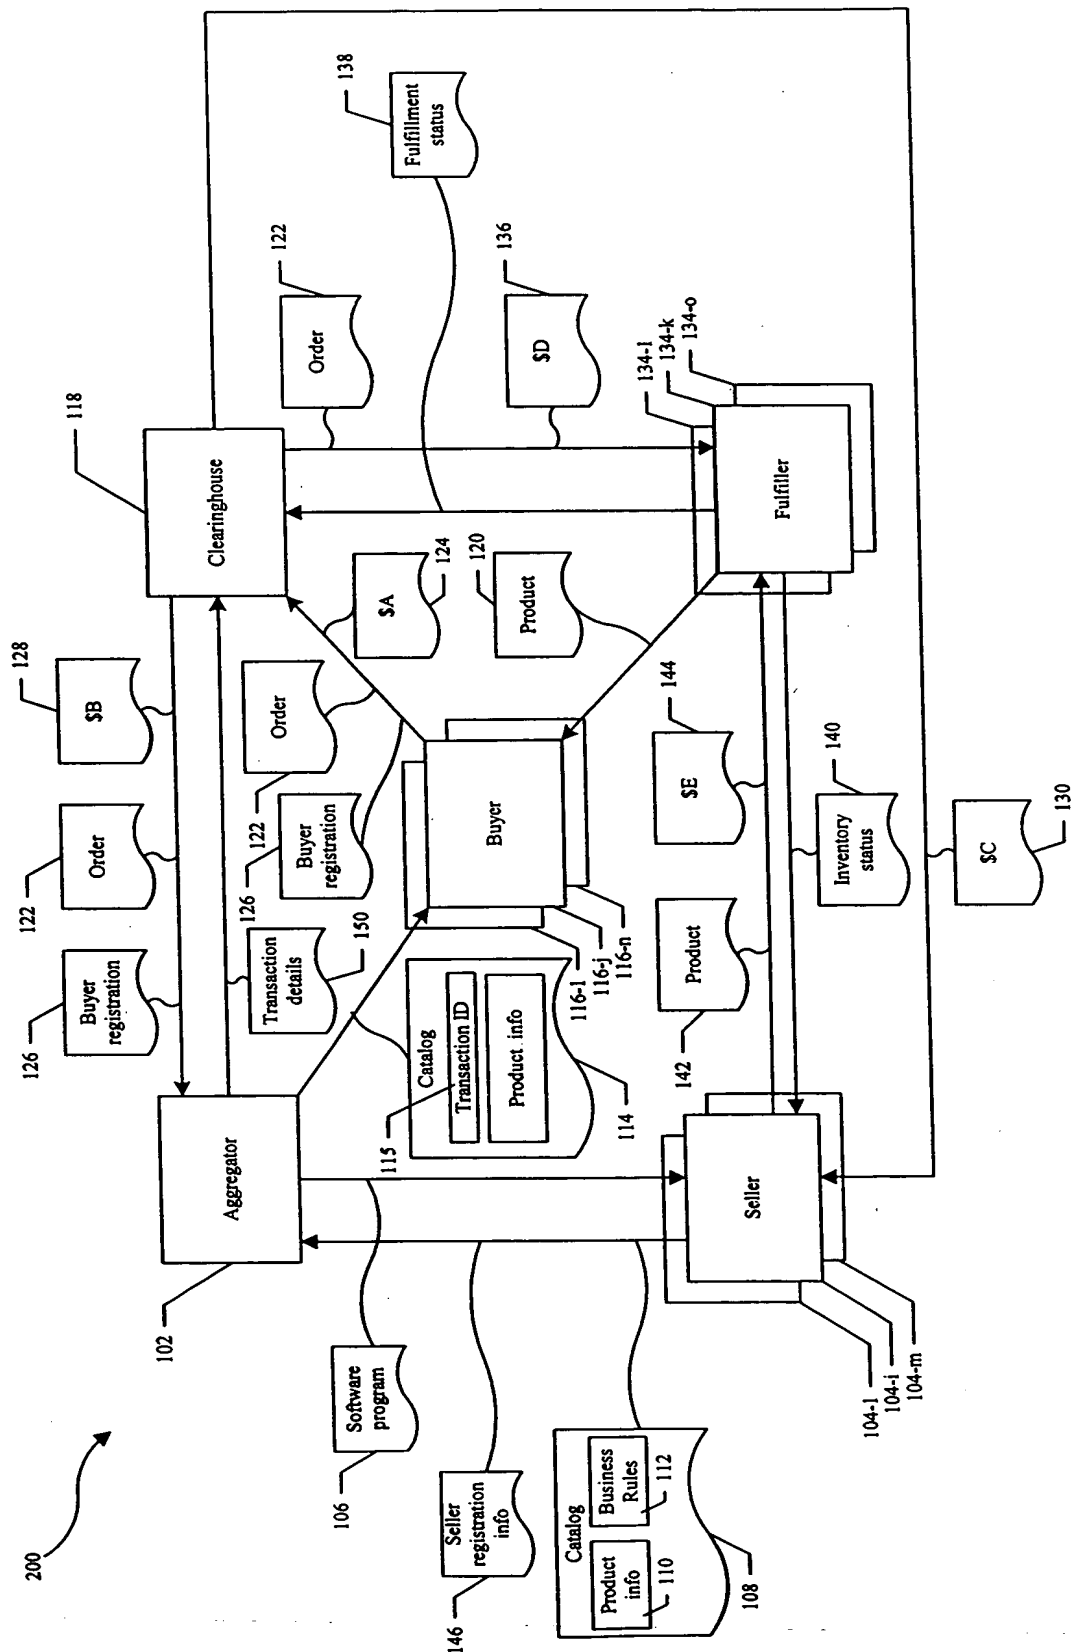 200
Aggregator
102
Clearinghouse
118
Buyer
116-1
116-j
116-n
Seller
104-1
104-i
104-m
Fulfiller
134-1
134-k
134-o
Buyer
registration
126
Order
122
$B
128
Transaction
details
150
Buyer
registration
126
Order
122
$A
124
Product
120
Order
122
$D
136
Fulfillment
status
138
Catalog
Transaction ID
115
Product info
114
Software
program
106
Seller
registration
info
146
Catalog
Product
info
110
Business
Rules
112
108
Product
142
$E
144
Inventory
status
140
$C
130